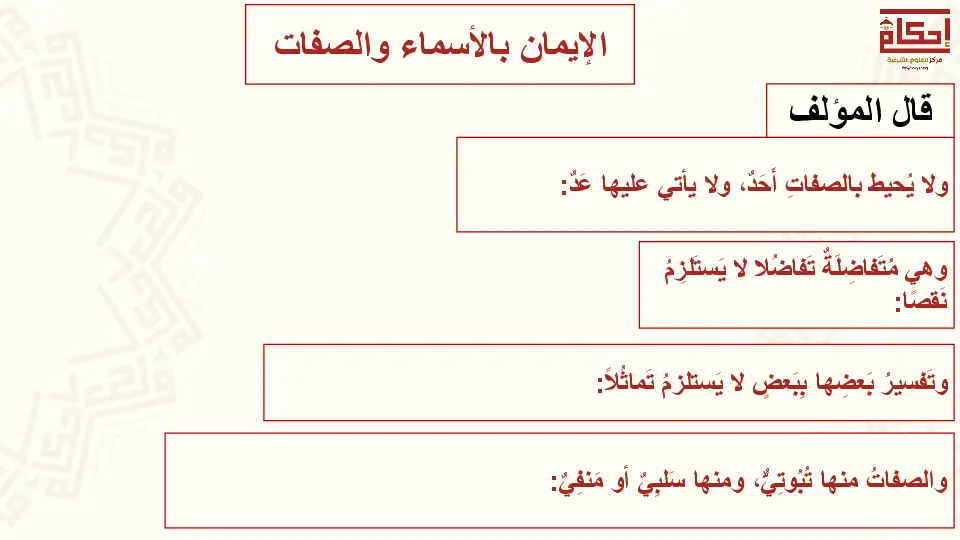 الإيمان بالأسماء والصفات
إحكام
مركز للعلوم الشرعية
قال المؤلف
ولا يُحيط بالصفاتِ أَحَدٌ، ولا يأتي عليها عَدٌ:
وهي مُتَفاضِلَةٌ تَفاضُلا لا يَستَلزِمُ
نَقصًا:
وتَفسيرُ بَعضِها بِبَعضٍ لا يَستلزمُ تَماثُلاً:
والصفاتُ منها ثُبُوتِيٌّ، ومنها سَلبِيٌ أو مَنفِيٌ: